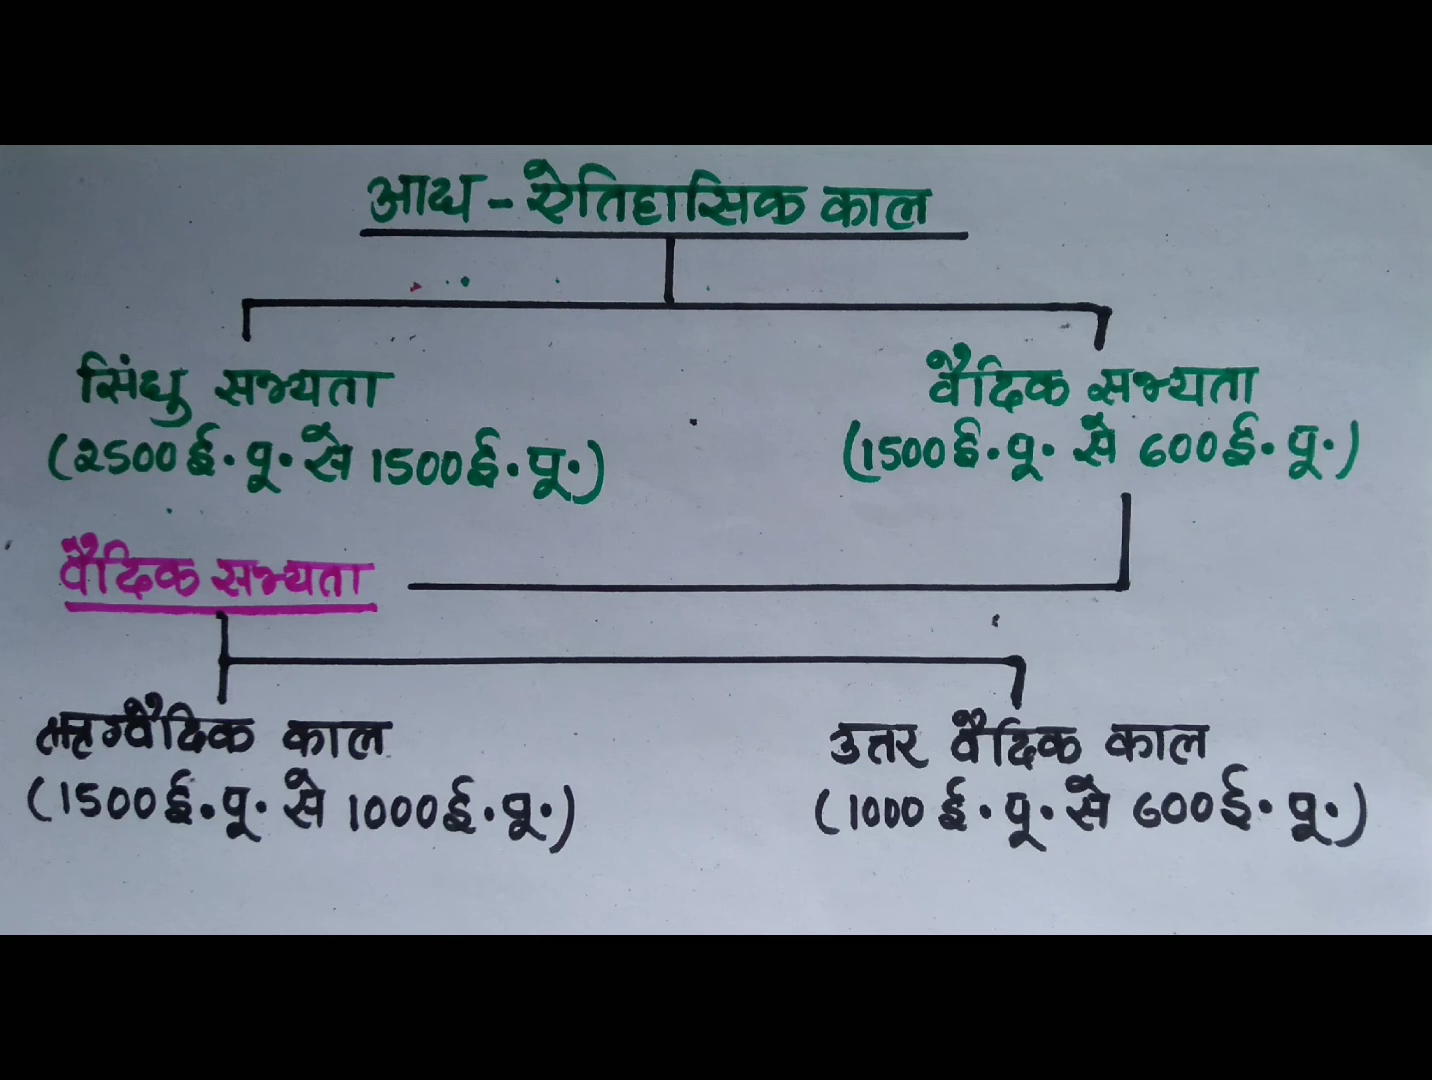 आद्य - ऐतिहासिक काल
सिंधु सभ्यता
(2500 ई. पू. से 1500 ई. पू.)
वैदिक सभ्यता
(1500 ई. पू. से 600 ई. पू.)
वैदिक सभ्यता
ऋग्वैदिक काल
(1500 ई. पू. से 1000 ई. पू.)
उत्तर वैदिक काल
(1000 ई. पू. से 600 ई. पू.)